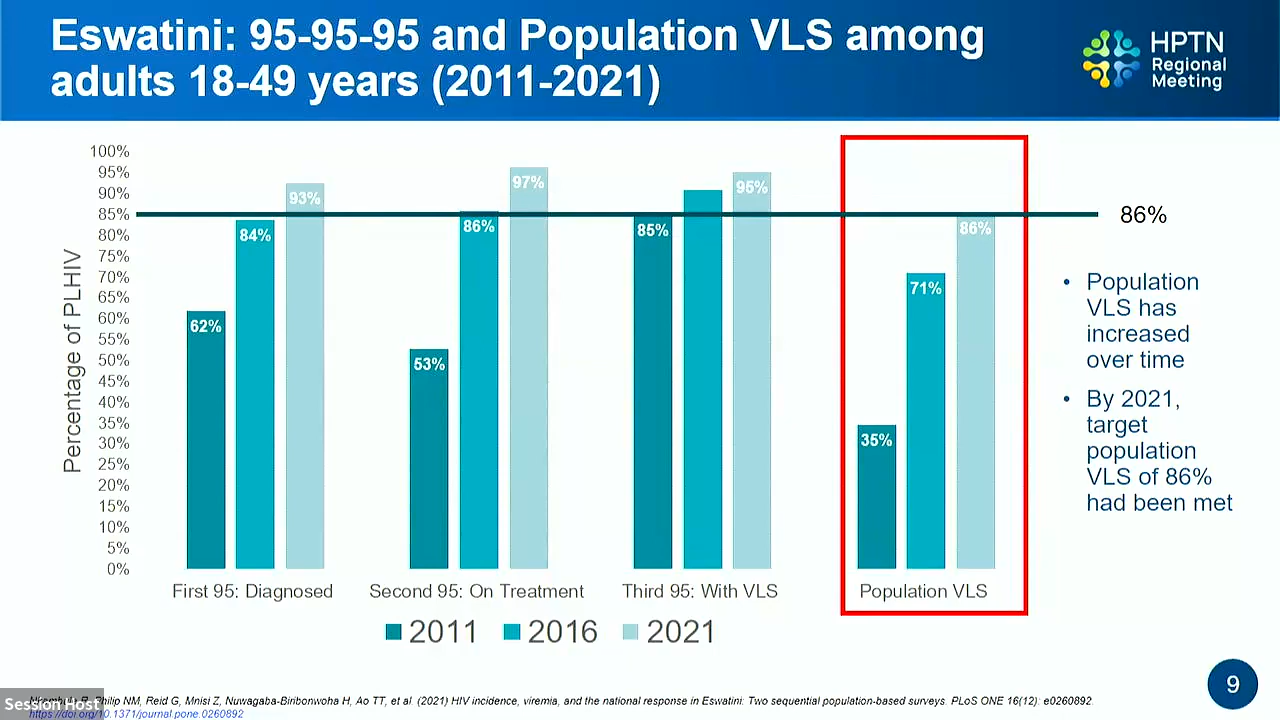 Eswatini: 95-95-95 and Population VLS among
adults 18-49 years (2011-2021)
HPTN
Regional
Meeting
Percentage of PLHIV
100%
95%
90%
85%
80%
75%
70%
65%
60%
55%
50%
45%
40%
35%
30%
25%
20%
15%
10%
5%
0%
62%
84%
93%
53%
86%
97%
85%
95%
35%
71%
86%
86%
First 95: Diagnosed
Second 95: On Treatment
Third 95: With VLS
Population VLS
2011 2016 2021
• Population
VLS has
increased
over time
• By 2021,
target
population
VLS of 86%
had been met
9
Session Host
Philip NM, Reid G, Mnisi Z, Nuwagaba-Biribonwoha H, Ao TT, et al. (2021) HIV incidence, viremia, and the national response in Eswatini: Two sequential population-based surveys. PLoS ONE 16(12): e0260892.
https://doi.org/10.1371/journal.pone.0260892